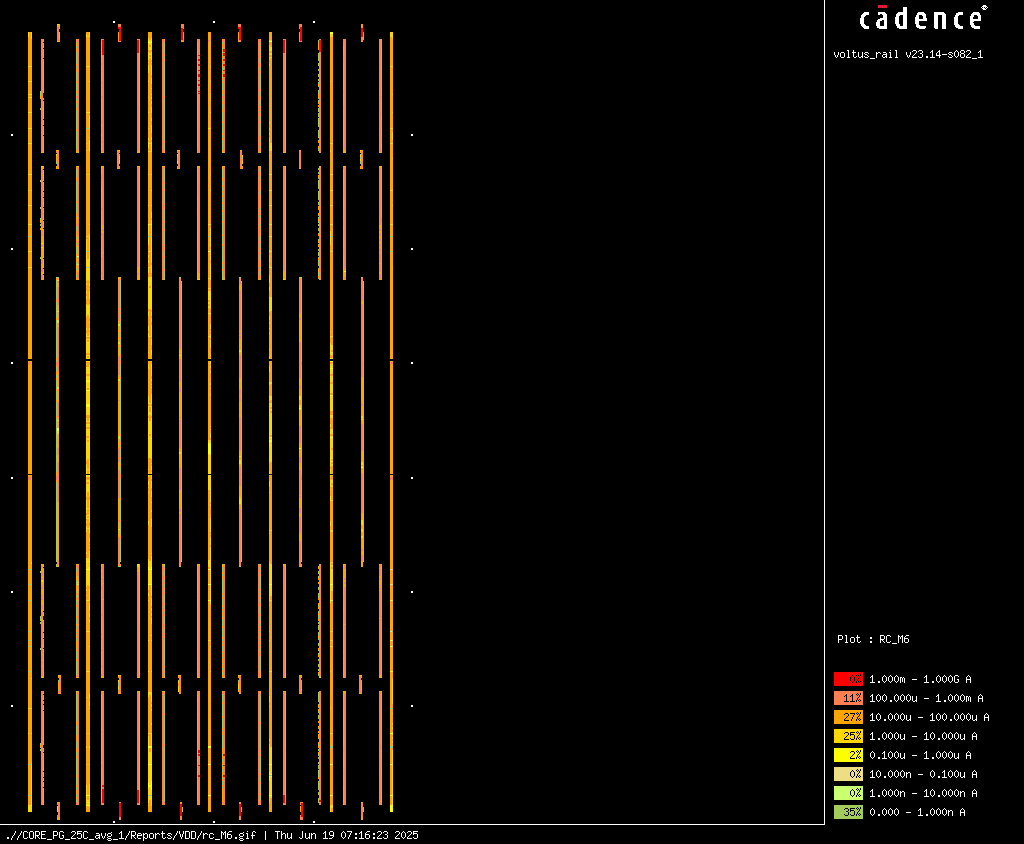 cādence®
voltus_rail v23.14-s082_1
Plot : RC_M6
0% 1.000m - 1.000G A
11% 100.000u - 1.000m A
27% 10.000u - 100.000u A
25% 1.000u - 10.000u A
2% 0.100u - 1.000u A
0% 10.000n - 0.100u A
0% 1.000n - 10.000n A
35% 0.000 - 1.000n A
.//CORE_PG_25C_avg_1/Reports/VDD/rc_M6.gif | Thu Jun 19 07:16:23 2025